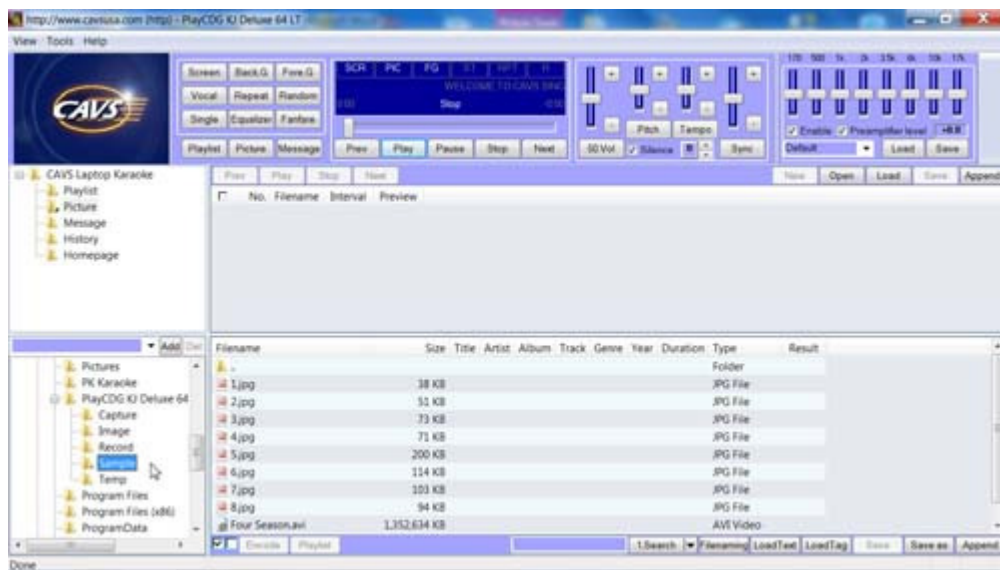 http://www.cavsusa.com (http) - PlayCDG KJ Deluxe 64 LT
View Tools Help
CAVS
Screen Back.G Fore.G
Vocal Repeat Random
Single Equalizer Fanfare
Playlist Picture Message
SCR PIC FG
WELCOME TO CAVS SING
Stop
Prev Play Pause Stop Next
Pitch Tempo
50 Vol Silence Sync
170 500 1k 3k 6k
Enable Preamplifier level +0.0
Default Load Save
CAVS Laptop Karaoke
Playlist
Picture
Message
History
Homepage
Prev Play Stop Next New Open Load Save Append
No. Filename Interval Preview
Add Del
Pictures
PK Karaoke
PlayCDG KJ Deluxe 64
Capture
Image
Record
Sample
Temp
Program Files
Program Files (x86)
ProgramData
Filename Size Title Artist Album Track Genre Year Duration Type Result
Folder
1.jpg 38 KB JPG File
2.jpg 51 KB JPG File
3.jpg 73 KB JPG File
4.jpg 71 KB JPG File
5.jpg 200 KB JPG File
6.jpg 114 KB JPG File
7.jpg 103 KB JPG File
8.jpg 94 KB JPG File
Four Season.avi 1,352,634 KB AVI Video
Encode Playlist 1.Search Filenaming LoadText LoadTag Save Save as Append
Done